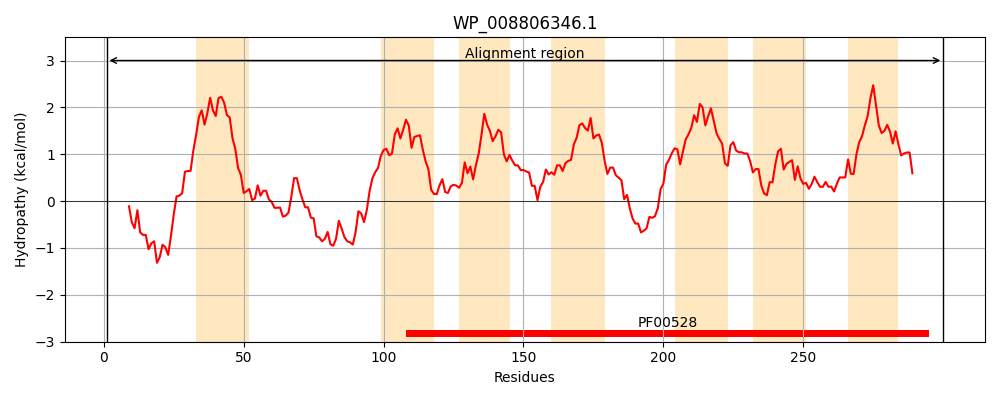 WP_008806346.1
Alignment region
PF00528
Hydropathy (kcal/mol)
3
2
1
0
−1
−2
−3
0 50 100 150 200 250
Residues